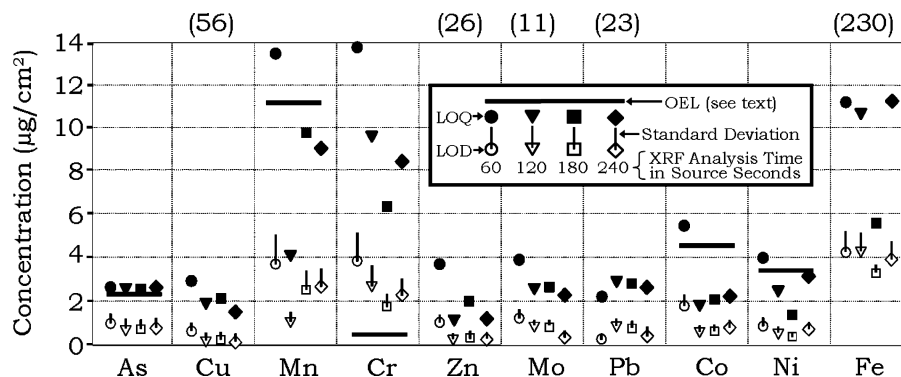 (56) (26) (11) (23) (230)
14
12
10
8
6
4
2
0
Concentration (µg/cm²)
OEL (see text)
LOQ
Standard Deviation
LOD
60 120 180 240
XRF Analysis Time
in Source Seconds
As Cu Mn Cr Zn Mo Pb Co Ni Fe